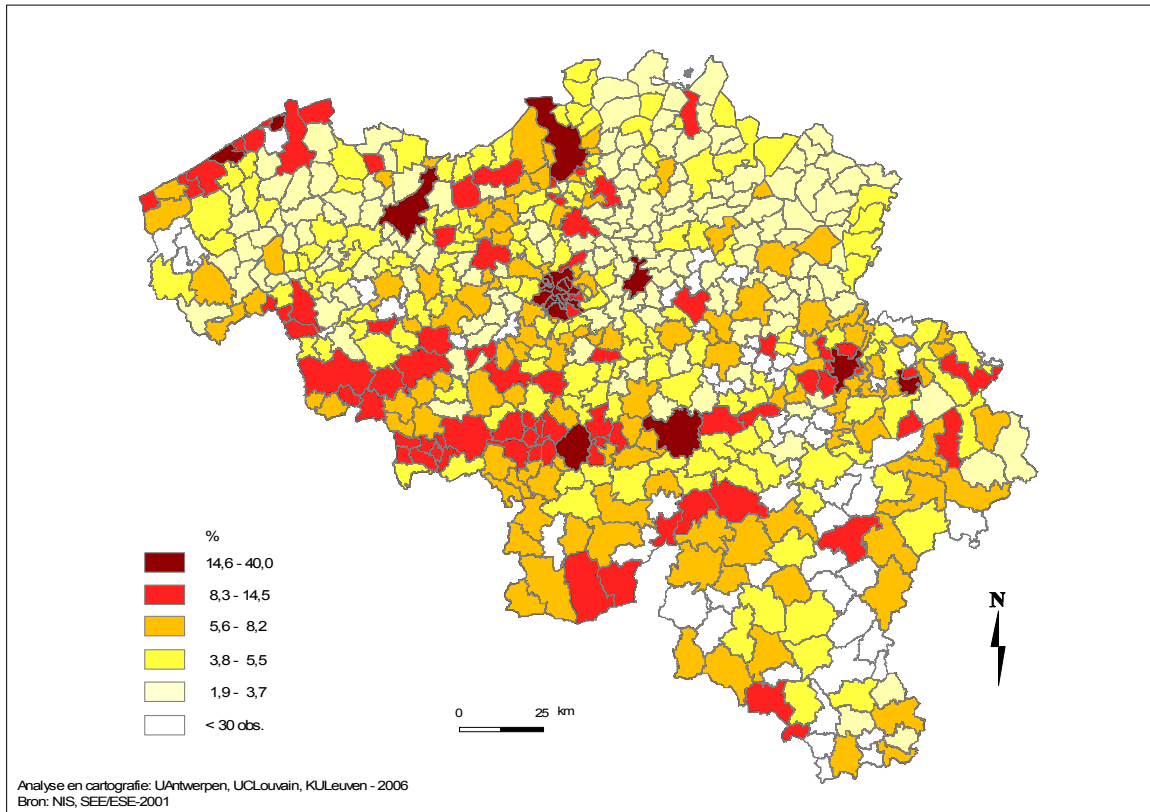 %
14,6 - 40,0
8,3 - 14,5
5,6 - 8,2
3,8 - 5,5
1,9 - 3,7
< 30 obs.
0 25 km
N
Analyse en cartografie: UAntwerpen, UCLouvain, KULeuven - 2006
Bron: NIS, SEE/ESE-2001